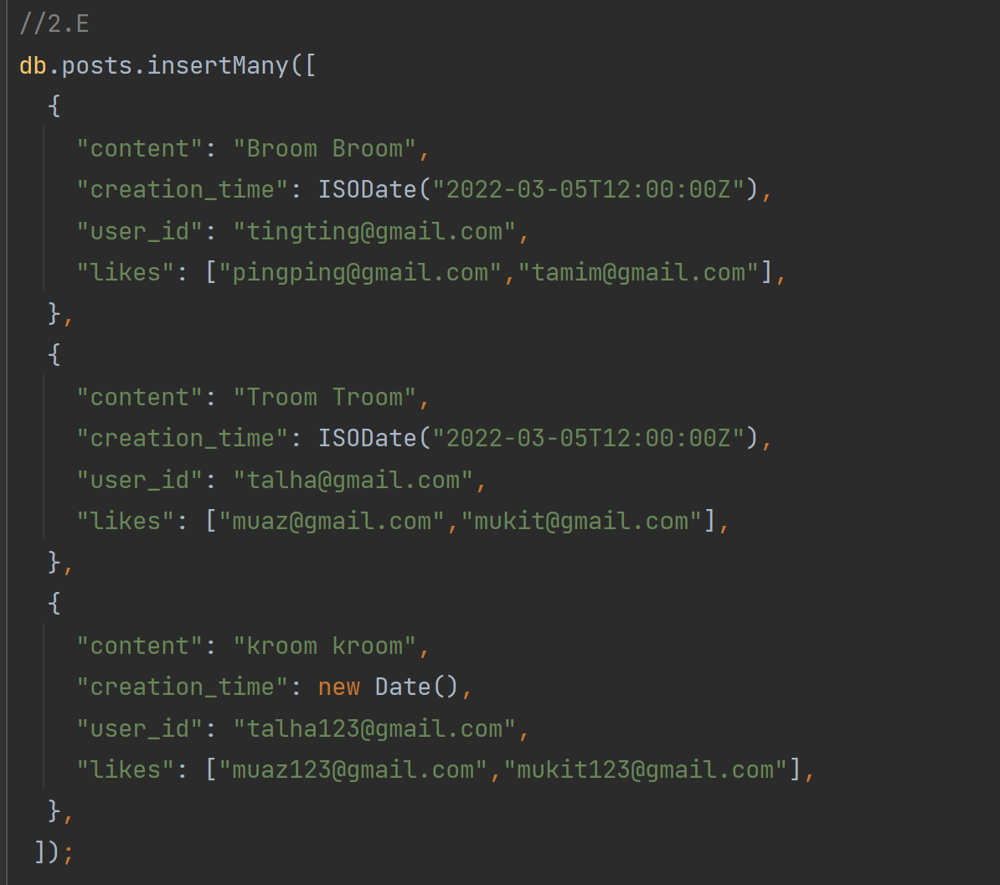 //2.E
db.posts.insertMany([
  {
    "content": "Broom Broom",
    "creation_time": ISODate("2022-03-05T12:00:00Z"),
    "user_id": "tingting@gmail.com",
    "likes": ["pingping@gmail.com","tamim@gmail.com"],
  },
  {
    "content": "Troom Troom",
    "creation_time": ISODate("2022-03-05T12:00:00Z"),
    "user_id": "talha@gmail.com",
    "likes": ["muaz@gmail.com","mukit@gmail.com"],
  },
  {
    "content": "kroom kroom",
    "creation_time": new Date(),
    "user_id": "talha123@gmail.com",
    "likes": ["muaz123@gmail.com","mukit123@gmail.com"],
  },
 ]);